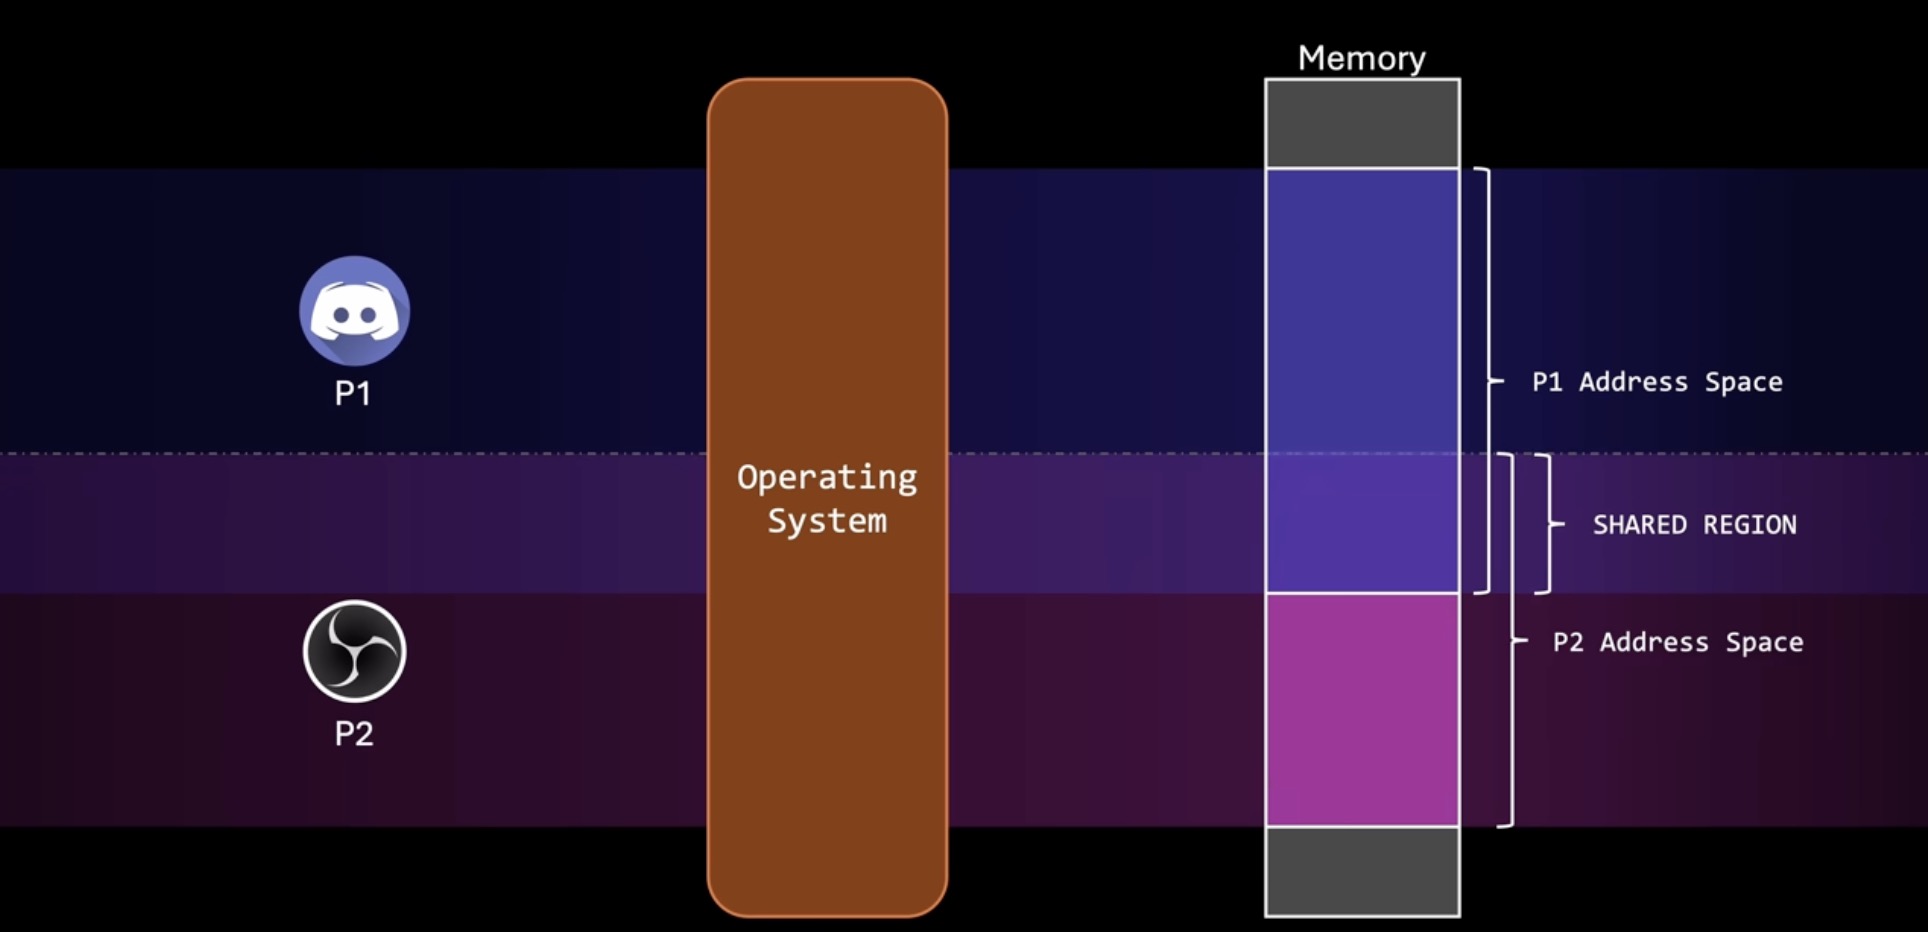 Memory
P1
P1 Address Space
Operating
System
SHARED REGION
P2 Address Space
P2